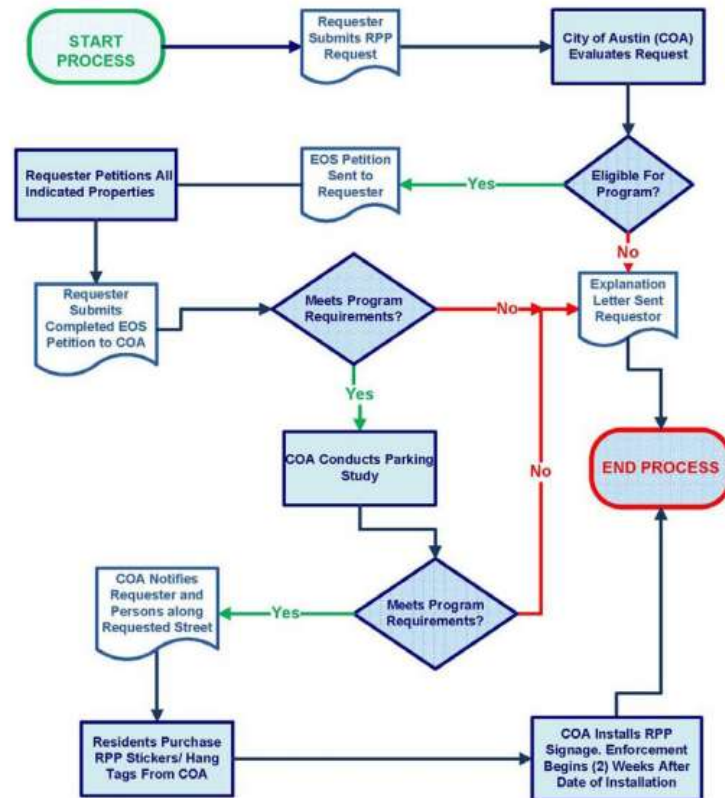 START
PROCESS
Requester
Submits RPP
Request
City of Austin (COA)
Evaluates Request
Requester Petitions All
Indicated Properties
EOS Petition
Sent to
Requester
Yes
Eligible For
Program?
No
Requester
Submits
Completed EOS
Petition to COA
Meets Program
Requirements?
No
Explanation
Letter Sent
Requestor
Yes
COA Conducts Parking
Study
No
END PROCESS
COA Notifies
Requester and
Persons along
Requested Street
Yes
Meets Program
Requirements?
Residents Purchase
RPP Stickers/ Hang
Tags From COA
COA Installs RPP
Signage. Enforcement
Begins (2) Weeks After
Date of Installation